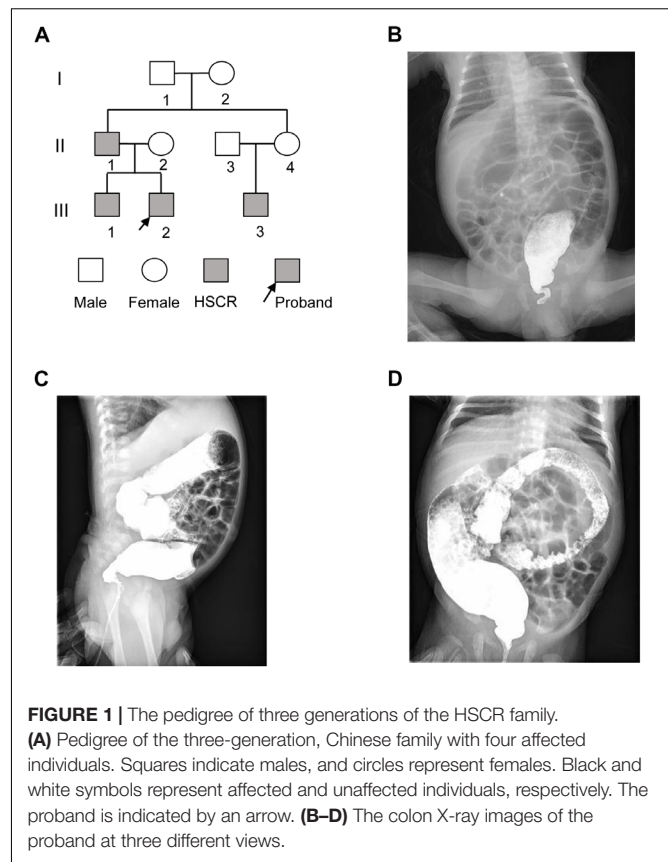 A
B
I
1
2
II
1
2
3
4
III
1
2
3
Male Female HSCR Proband
C
D
FIGURE 1 | The pedigree of three generations of the HSCR family.
(A) Pedigree of the three-generation, Chinese family with four affected
individuals. Squares indicate males, and circles represent females. Black and
white symbols represent affected and unaffected individuals, respectively. The
proband is indicated by an arrow. (B–D) The colon X-ray images of the
proband at three different views.